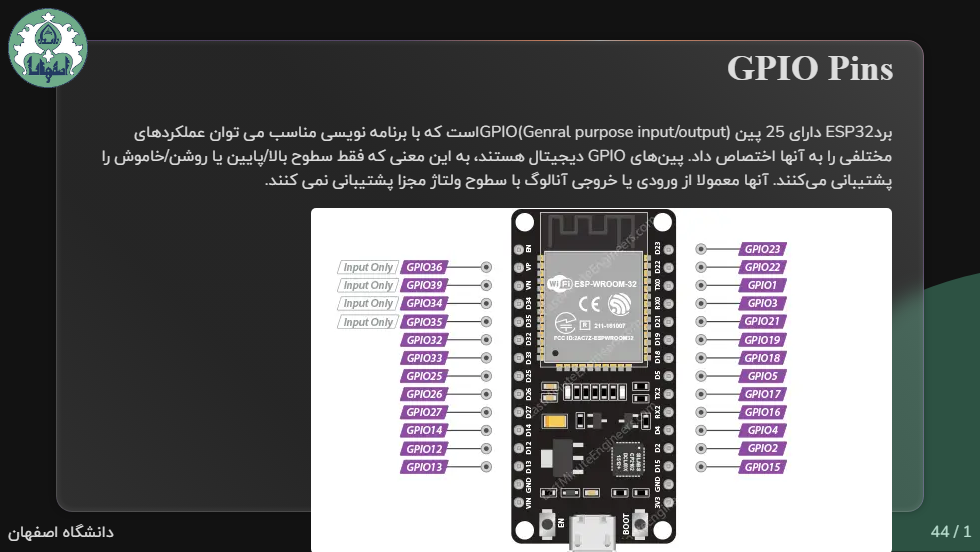 GPIO Pins
بردESP32 دارای 25 پین GPIO(Genral purpose input/output)است که با برنامه نویسی مناسب می توان عملکردهای
مختلفی را به آنها اختصاص داد. پین‌های GPIO دیجیتال هستند، به این معنی که فقط سطوح بالا/پایین یا روشن/خاموش را
پشتیبانی می‌کنند. آنها معمولا از ورودی یا خروجی آنالوگ با سطوح ولتاژ مجزا پشتیبانی نمی کنند.
Input Only GPIO36
Input Only GPIO39
Input Only GPIO34
Input Only GPIO35
GPIO32
GPIO33
GPIO25
GPIO26
GPIO27
GPIO14
GPIO12
GPIO13
EN
VP
VN
D34
D35
D32
D33
D25
D26
D27
D14
D12
D13
GND
VIN
WiFi ESP-WROOM-32
CE
R 211-161007
FCC ID:2AC7Z-ESPWROOM32
D23
D22
TX0
RX0
D21
D19
D18
D5
TX2
RX2
D4
D2
D15
GND
3V3
GPIO23
GPIO22
GPIO1
GPIO3
GPIO21
GPIO19
GPIO18
GPIO5
GPIO17
GPIO16
GPIO4
GPIO2
GPIO15
EN
BOOT
LastMinuteEngineers.com
دانشگاه اصفهان
44 / 1